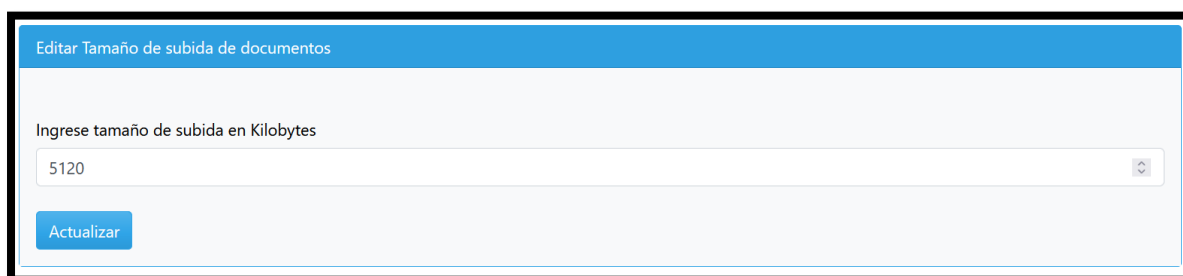 Editar Tamaño de subida de documentos
Ingrese tamaño de subida en Kilobytes
5120
Actualizar